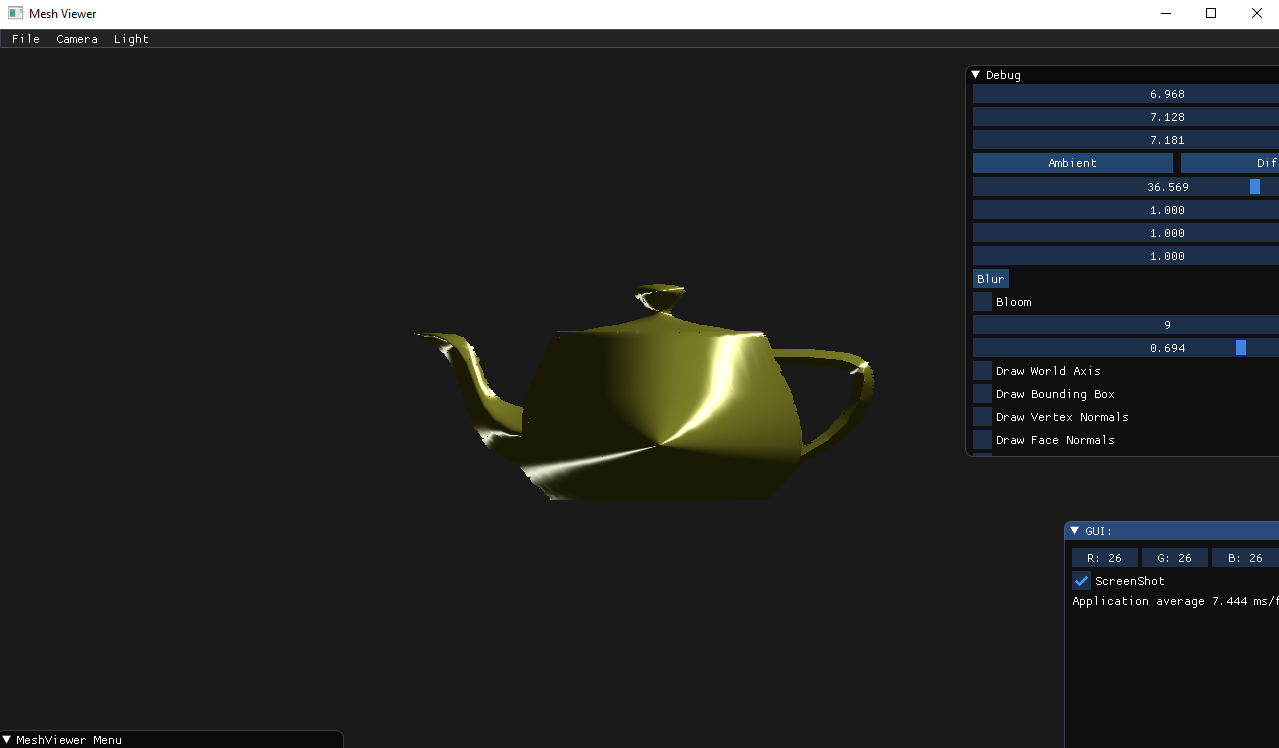 Mesh Viewer
File Camera Light
Debug
6.968
7.128
7.181
Ambient Dif
36.569
1.000
1.000
1.000
Blur
Bloom
9
0.694
Draw World Axis
Draw Bounding Box
Draw Vertex Normals
Draw Face Normals
GUI:
R: 26 G: 26 B: 26
ScreenShot
Application average 7.444 ms/f
MeshViewer Menu